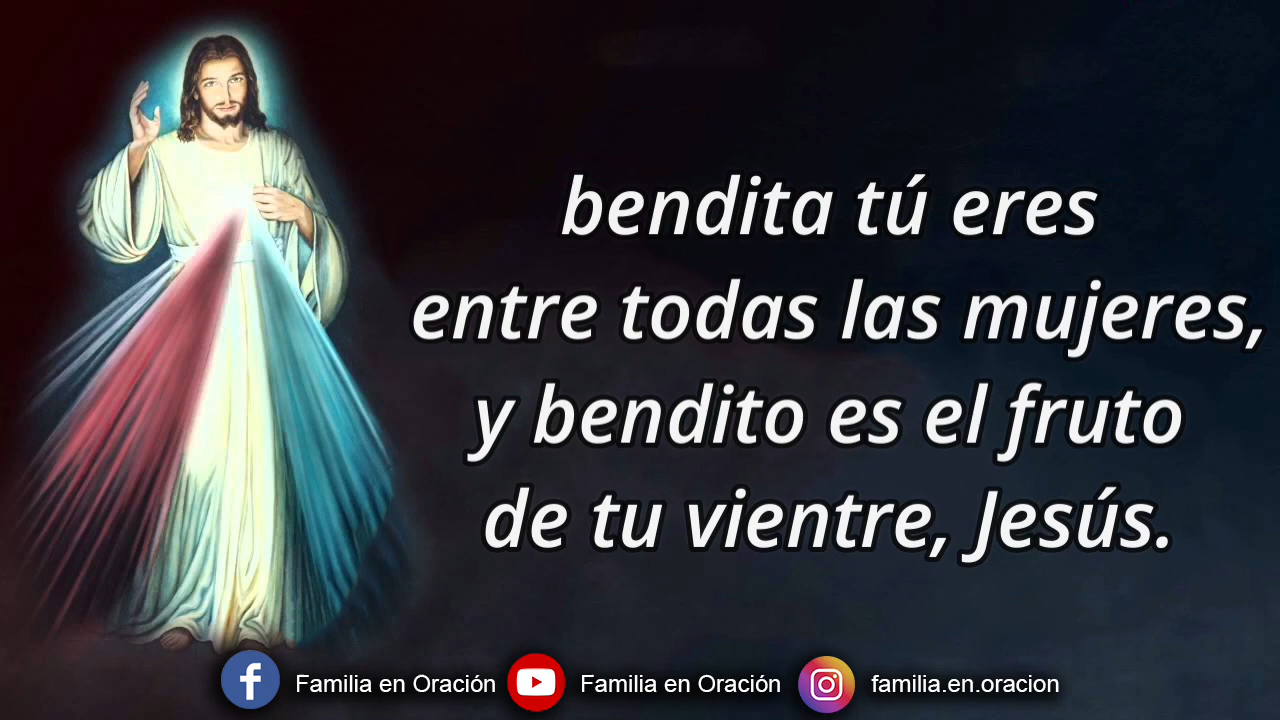 bendita tú eres
entre todas las mujeres,
y bendito es el fruto
de tu vientre, Jesús.
Familia en Oración
Familia en Oración
familia.en.oracion